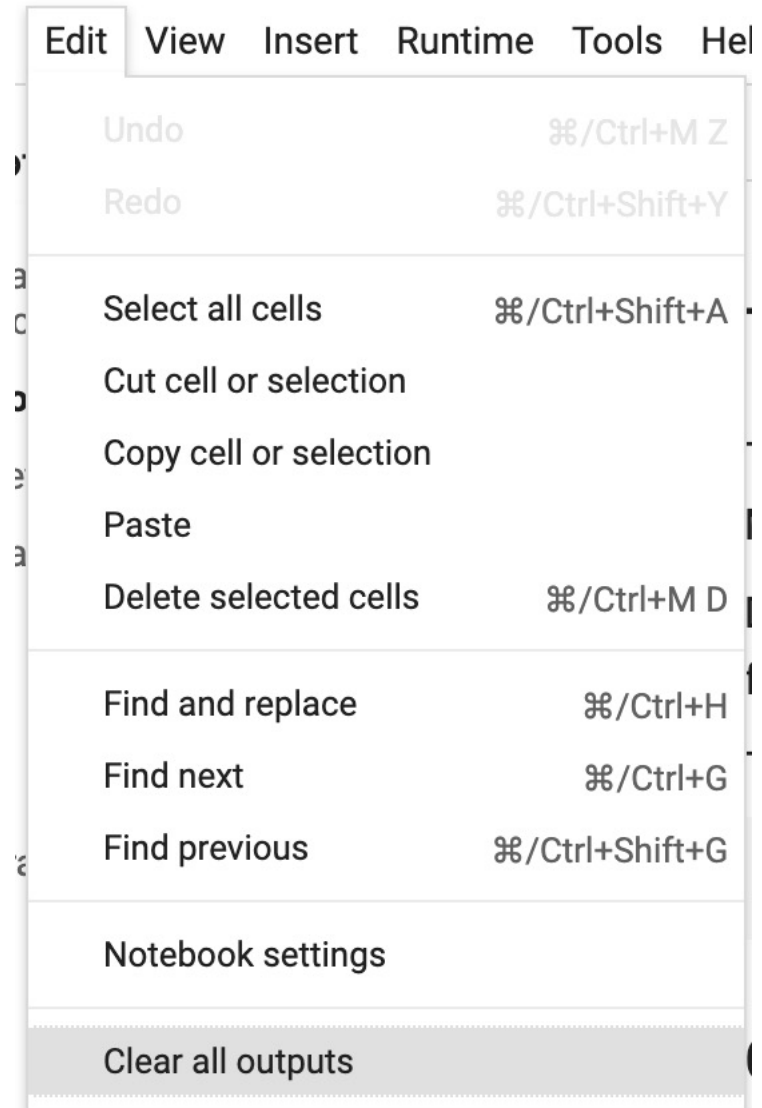 Edit View Insert Runtime Tools
Undo ⌘/Ctrl+M Z
Redo ⌘/Ctrl+Shift+Y
Select all cells ⌘/Ctrl+Shift+A
Cut cell or selection
Copy cell or selection
Paste
Delete selected cells ⌘/Ctrl+M D
Find and replace ⌘/Ctrl+H
Find next ⌘/Ctrl+G
Find previous ⌘/Ctrl+Shift+G
Notebook settings
Clear all outputs